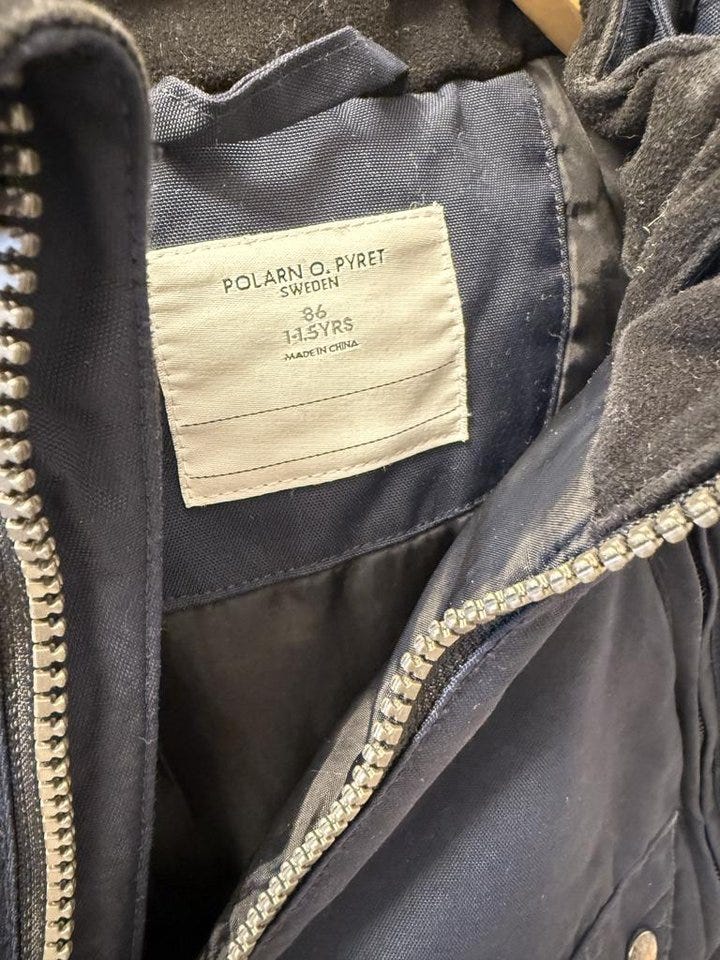 POLARN O. PYRET
SWEDEN
86
1-1.5YRS
MADE IN CHINA